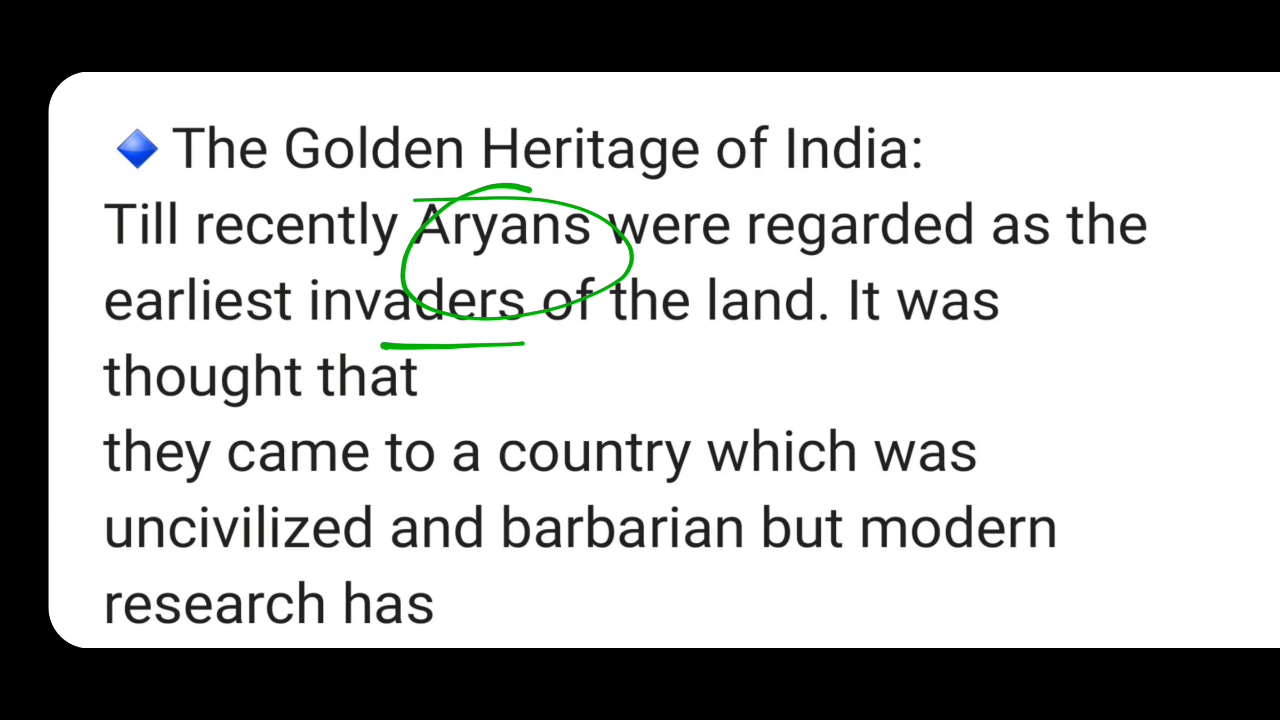 🔷 The Golden Heritage of India:
Till recently Aryans were regarded as the
earliest invaders of the land. It was
thought that
they came to a country which was
uncivilized and barbarian but modern
research has